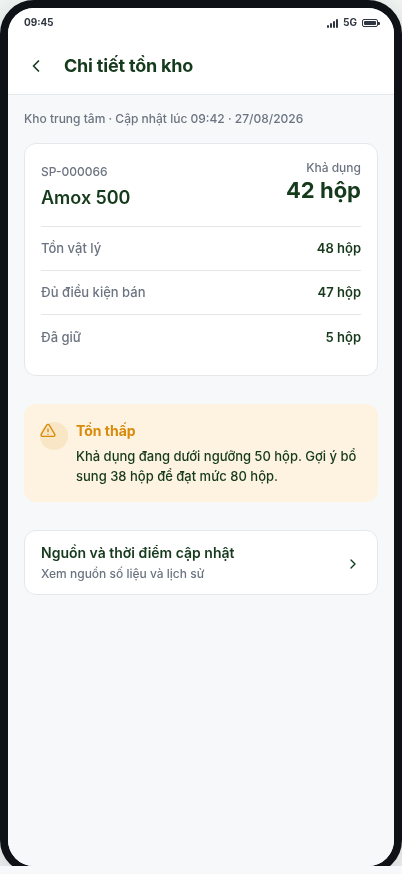 09:45
5G
Chi tiết tồn kho
Kho trung tâm · Cập nhật lúc 09:42 · 27/08/2026
SP-000066
Khả dụng
Amox 500
42 hộp
Tồn vật lý
48 hộp
Đủ điều kiện bán
47 hộp
Đã giữ
5 hộp
Tồn thấp
Khả dụng đang dưới ngưỡng 50 hộp. Gợi ý bổ
sung 38 hộp để đạt mức 80 hộp.
Nguồn và thời điểm cập nhật
Xem nguồn số liệu và lịch sử